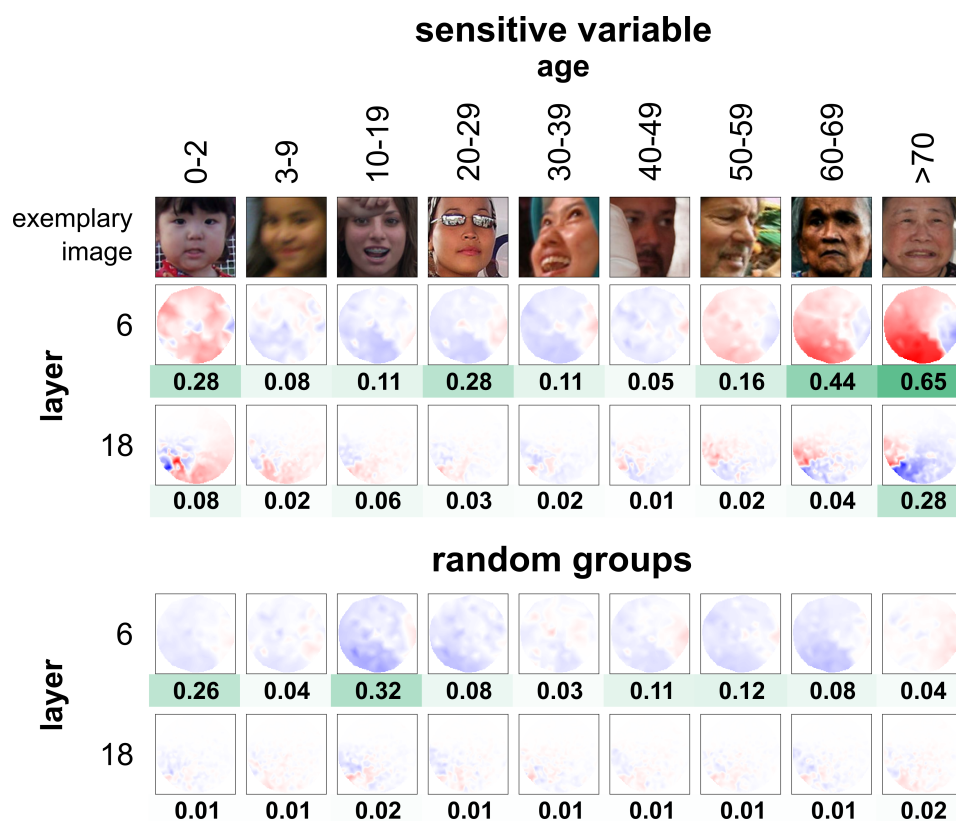 sensitive variable
age
0-2 3-9 10-19 20-29 30-39 40-49 50-59 60-69 >70
exemplary
image
6
0.28 0.08 0.11 0.28 0.11 0.05 0.16 0.44 0.65
layer
18
0.08 0.02 0.06 0.03 0.02 0.01 0.02 0.04 0.28
random groups
6
0.26 0.04 0.32 0.08 0.03 0.11 0.12 0.08 0.04
layer
18
0.01 0.01 0.02 0.01 0.01 0.01 0.01 0.01 0.02